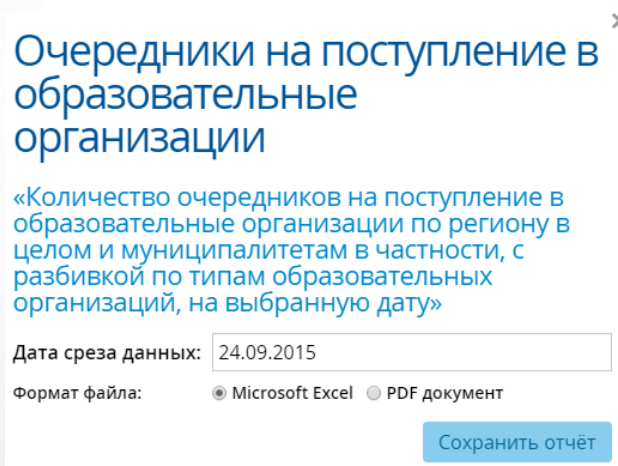 Очередники на поступление в
образовательные
организации
«Количество очередников на поступление в
образовательные организации по региону в
целом и муниципалитетам в частности, с
разбивкой по типам образовательных
организаций, на выбранную дату»
Дата среза данных: 24.09.2015
Формат файла: Microsoft Excel PDF документ
Сохранить отчёт